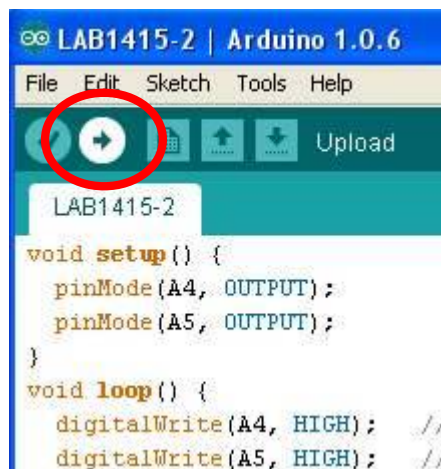 LAB1415-2 | Arduino 1.0.6
File Edit Sketch Tools Help
Upload
LAB1415-2
void setup() {
pinMode(A4, OUTPUT);
pinMode(A5, OUTPUT);
}
void loop() {
digitalWrite(A4, HIGH); //
digitalWrite(A5, HIGH); //